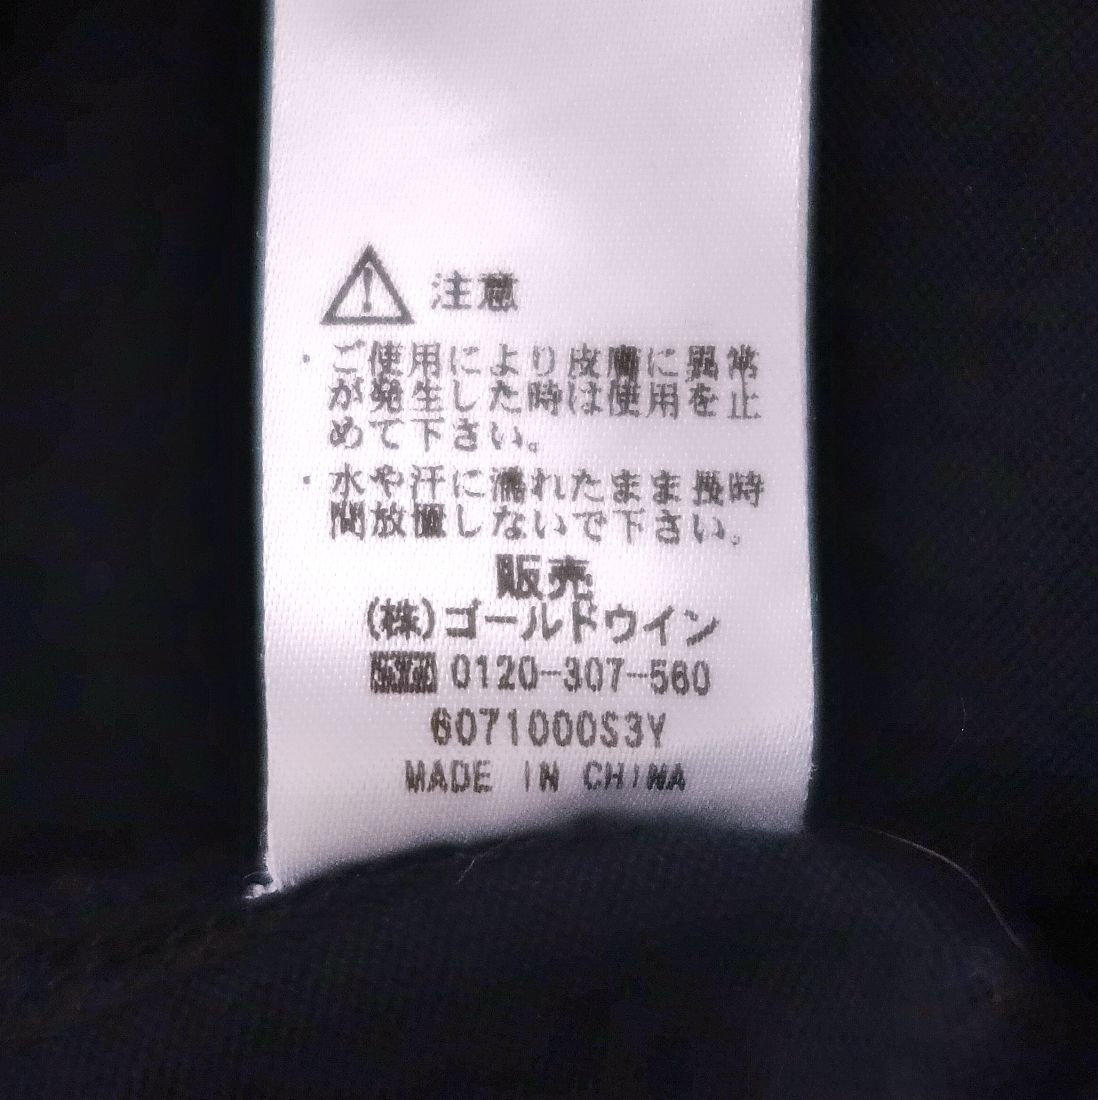 注意
・ご使用により皮膚に異常
が発生した時は使用を止
めて下さい。
・水や汗に濡れたまま長時
間放置しないで下さい。
販売
(株)ゴールドウイン
0120-307-560
6071000S3Y
MADE IN CHINA